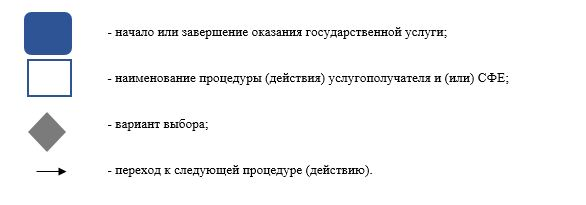 - начало или завершение оказания государственной услуги;
- наименование процедуры (действия) услугополучателя и (или) СФЕ;
- вариант выбора;
- переход к следующей процедуре (действию).